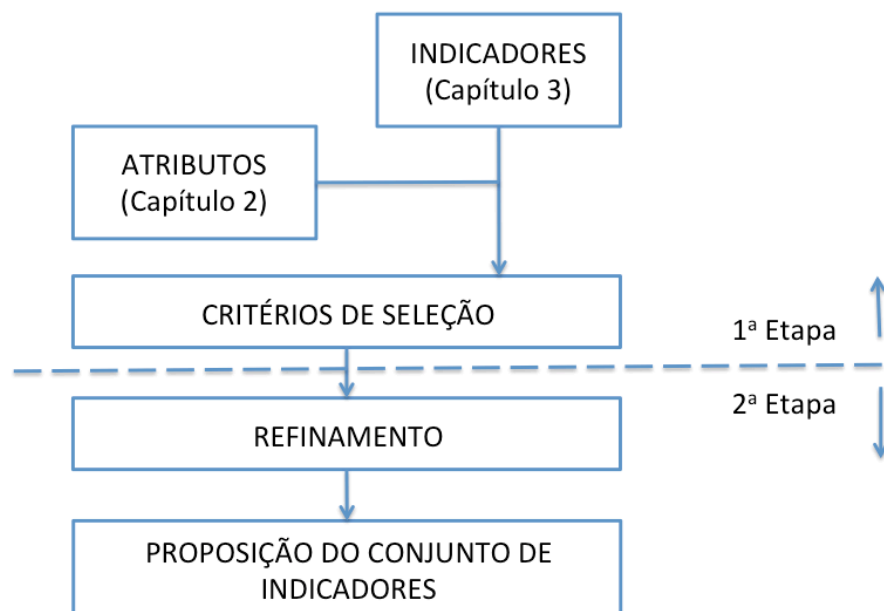 INDICADORES
(Capítulo 3)
ATRIBUTOS
(Capítulo 2)
CRITÉRIOS DE SELEÇÃO
1ª Etapa
2ª Etapa
REFINAMENTO
PROPOSIÇÃO DO CONJUNTO DE
INDICADORES